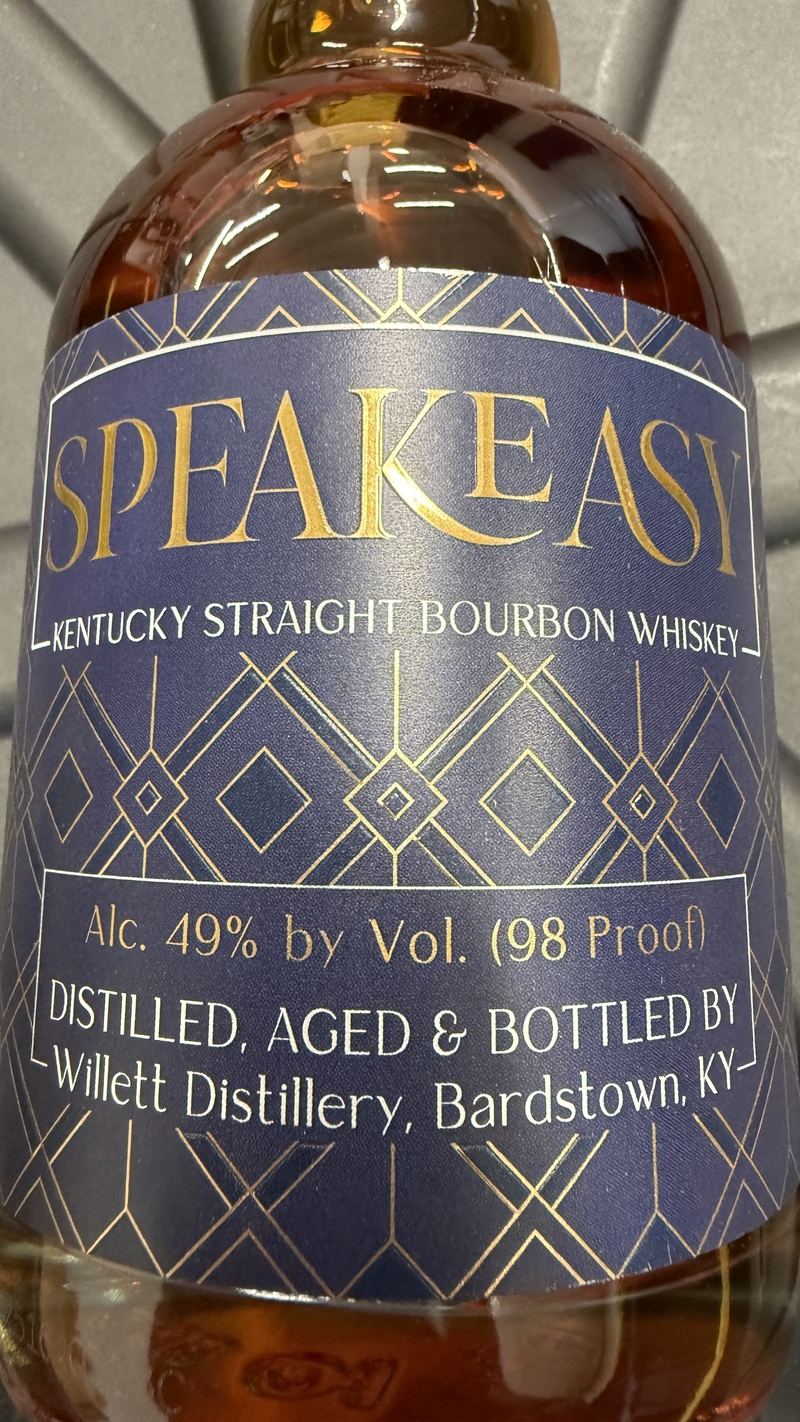 SPEAKEASY
KENTUCKY STRAIGHT BOURBON WHISKEY
Alc. 49% by Vol. (98 Proof)
DISTILLED, AGED & BOTTLED BY
Willett Distillery, Bardstown, KY